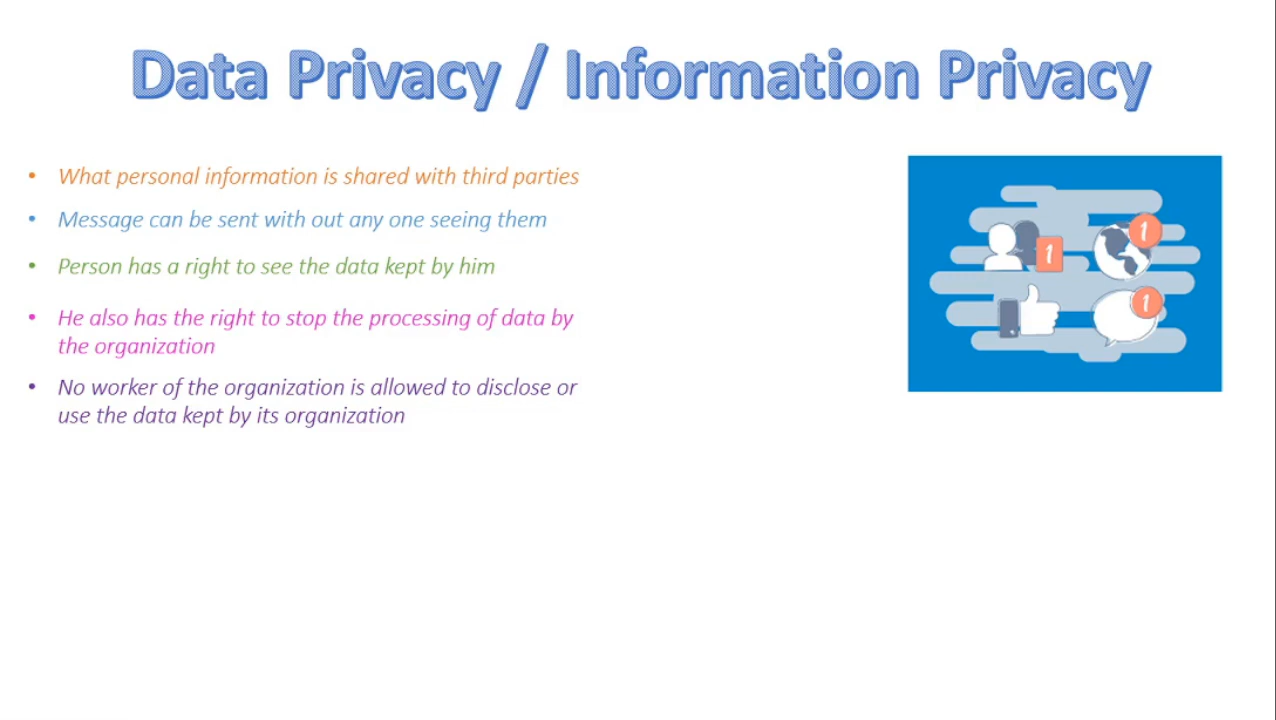 Data Privacy / Information Privacy
• What personal information is shared with third parties
• Message can be sent with out any one seeing them
• Person has a right to see the data kept by him
• He also has the right to stop the processing of data by
the organization
• No worker of the organization is allowed to disclose or
use the data kept by its organization
1
1
1